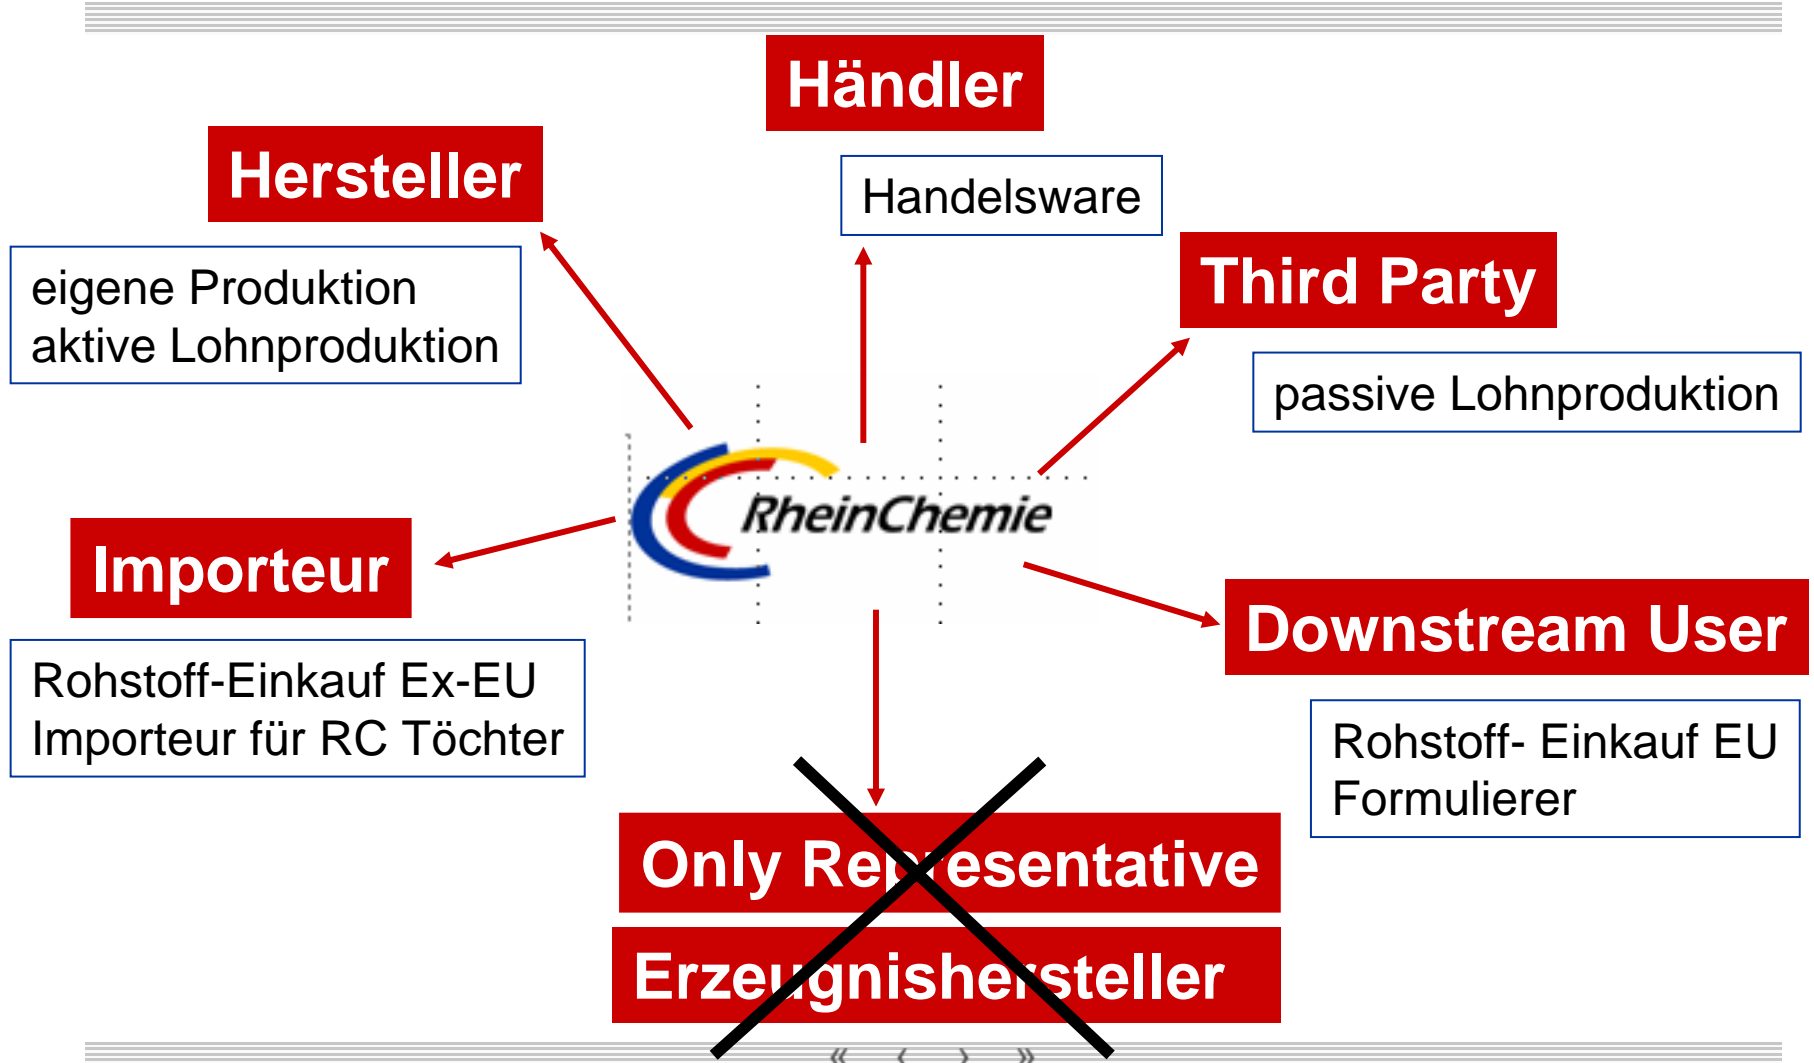 Händler
Handelsware
Hersteller
eigene Produktion
aktive Lohnproduktion
Third Party
passive Lohnproduktion
RheinChemie
Importeur
Rohstoff-Einkauf Ex-EU
Importeur für RC Töchter
Downstream User
Rohstoff- Einkauf EU
Formulierer
Only Representative
Erzeugnishersteller